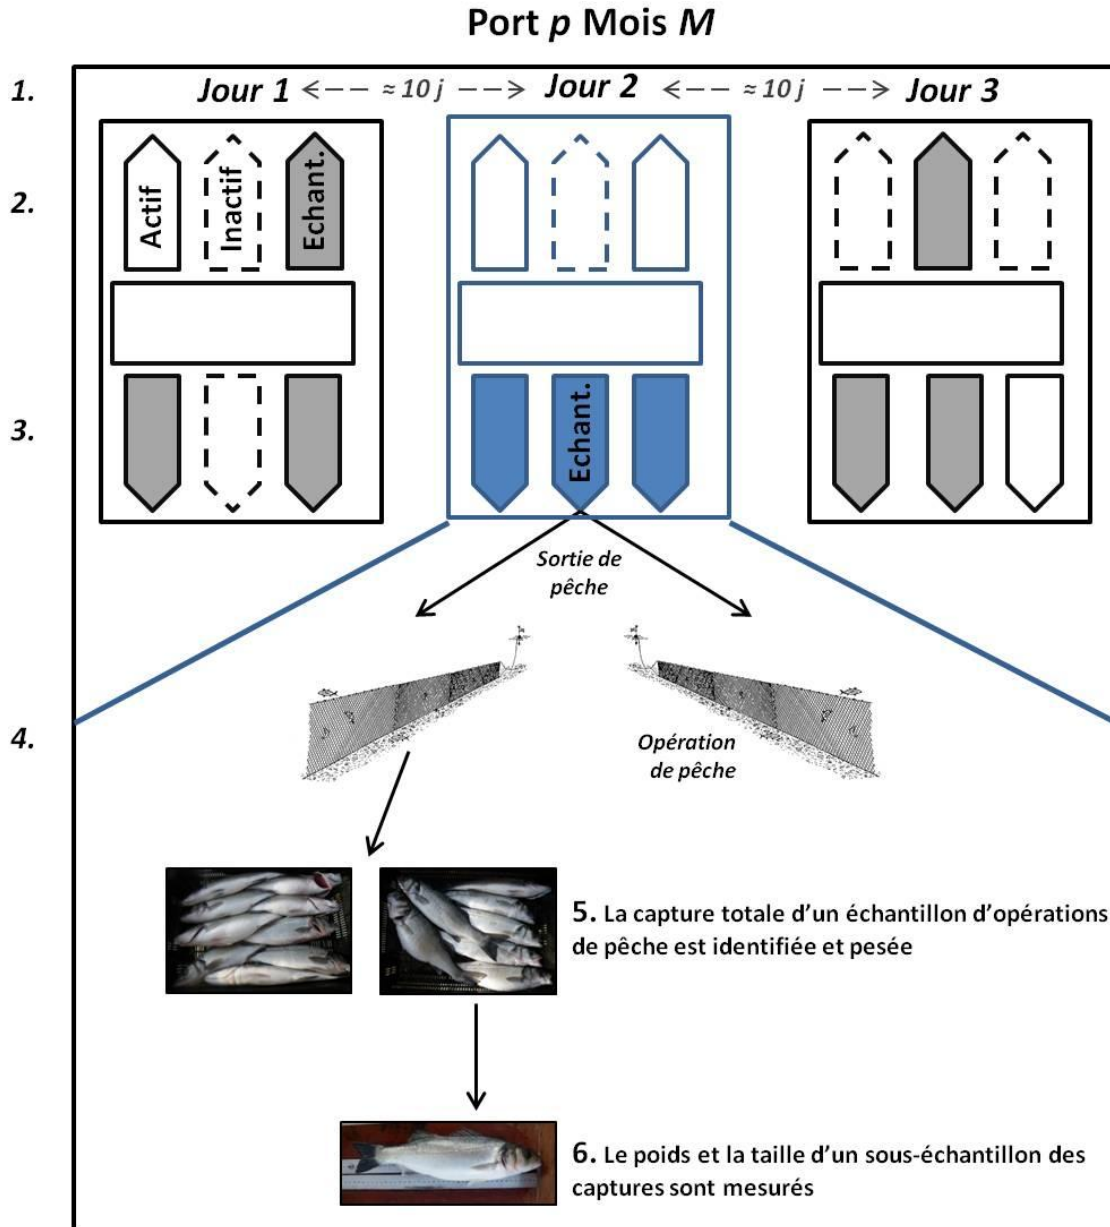 Port p Mois M
1.
Jour 1 ≈ 10 j Jour 2 ≈ 10 j Jour 3
2.
Actif
Inactif
Echant.
3.
Echant.
Sortie de
pêche
4.
Opération
de pêche
5. La capture totale d'un échantillon d'opérations
de pêche est identifiée et pesée
6. Le poids et la taille d'un sous-échantillon des
captures sont mesurés